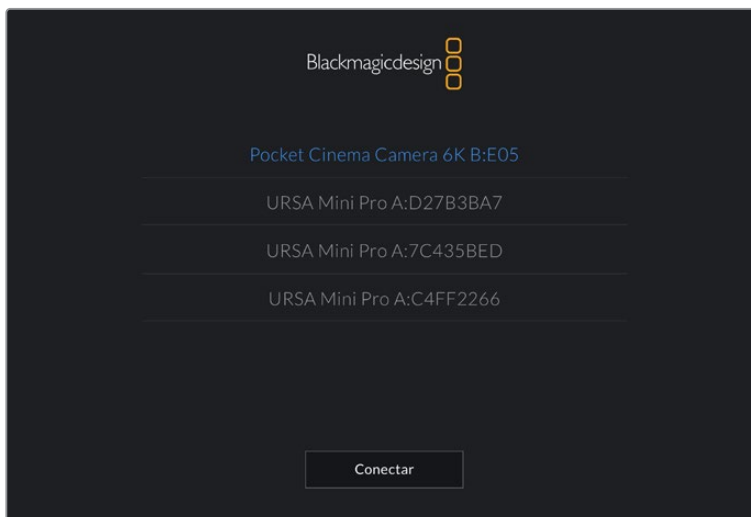 Blackmagicdesign
Pocket Cinema Camera 6K B:E05
URSA Mini Pro A:D27B3BA7
URSA Mini Pro A:7C435BED
URSA Mini Pro A:C4FF2266
Conectar